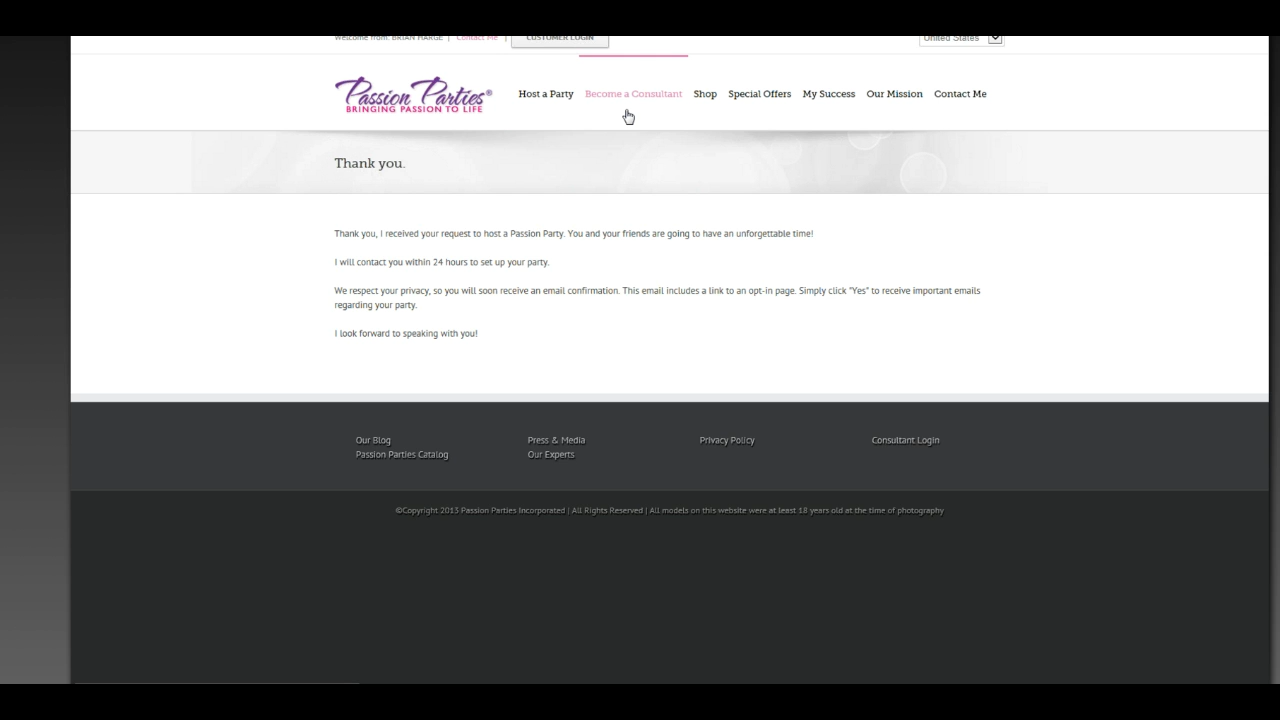 Welcome from: BRIAN MARGE | Contact Me | CUSTOMER LOGIN United States
Passion Parties®
BRINGING PASSION TO LIFE
Host a Party Become a Consultant Shop Special Offers My Success Our Mission Contact Me
Thank you.
Thank you, I received your request to host a Passion Party. You and your friends are going to have an unforgettable time!
I will contact you within 24 hours to set up your party.
We respect your privacy, so you will soon receive an email confirmation. This email includes a link to an opt-in page. Simply click "Yes" to receive important emails
regarding your party.
I look forward to speaking with you!
Our Blog Press & Media Privacy Policy Consultant Login
Passion Parties Catalog Our Experts
©Copyright 2013 Passion Parties Incorporated | All Rights Reserved | All models on this website were at least 18 years old at the time of photography